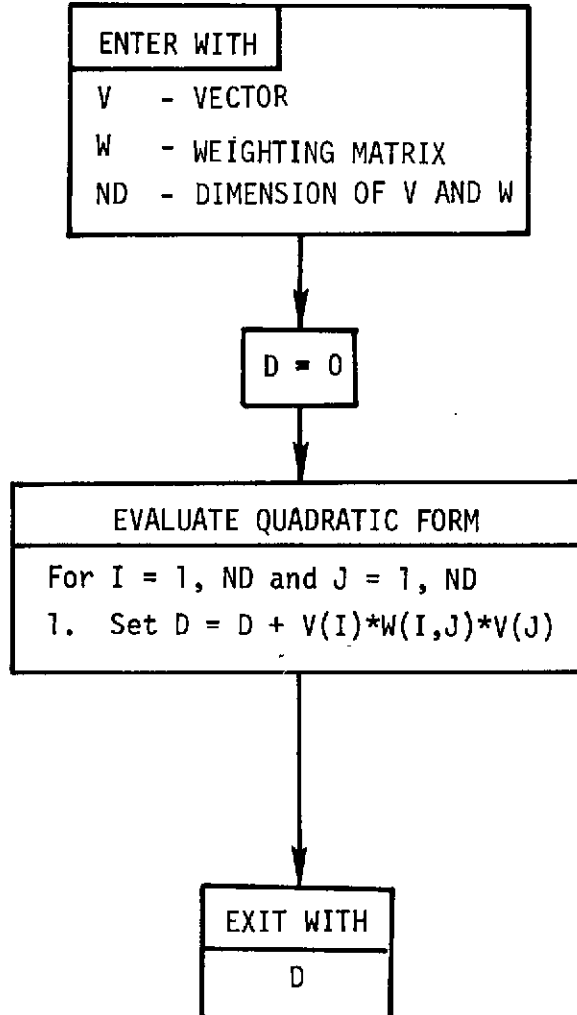 ENTER WITH
V - VECTOR
W - WEIGHTING MATRIX
ND - DIMENSION OF V AND W
D = 0
EVALUATE QUADRATIC FORM
For I = 1, ND and J = 1, ND
1. Set D = D + V(I)*W(I,J)*V(J)
EXIT WITH
D